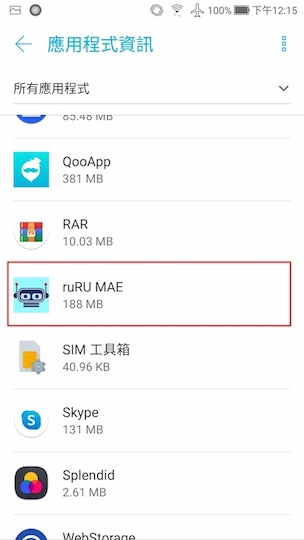 100% 下午12:15
應用程式資訊
所有應用程式
85.48 MB
QooApp
381 MB
RAR
10.03 MB
ruRU MAE
188 MB
SIM 工具箱
40.96 KB
Skype
131 MB
Splendid
2.61 MB
WebStorage